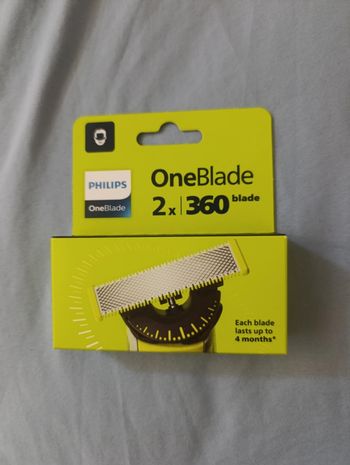 PHILIPS
OneBlade
OneBlade
2x 360 blade
Each blade
lasts up to
4 months*